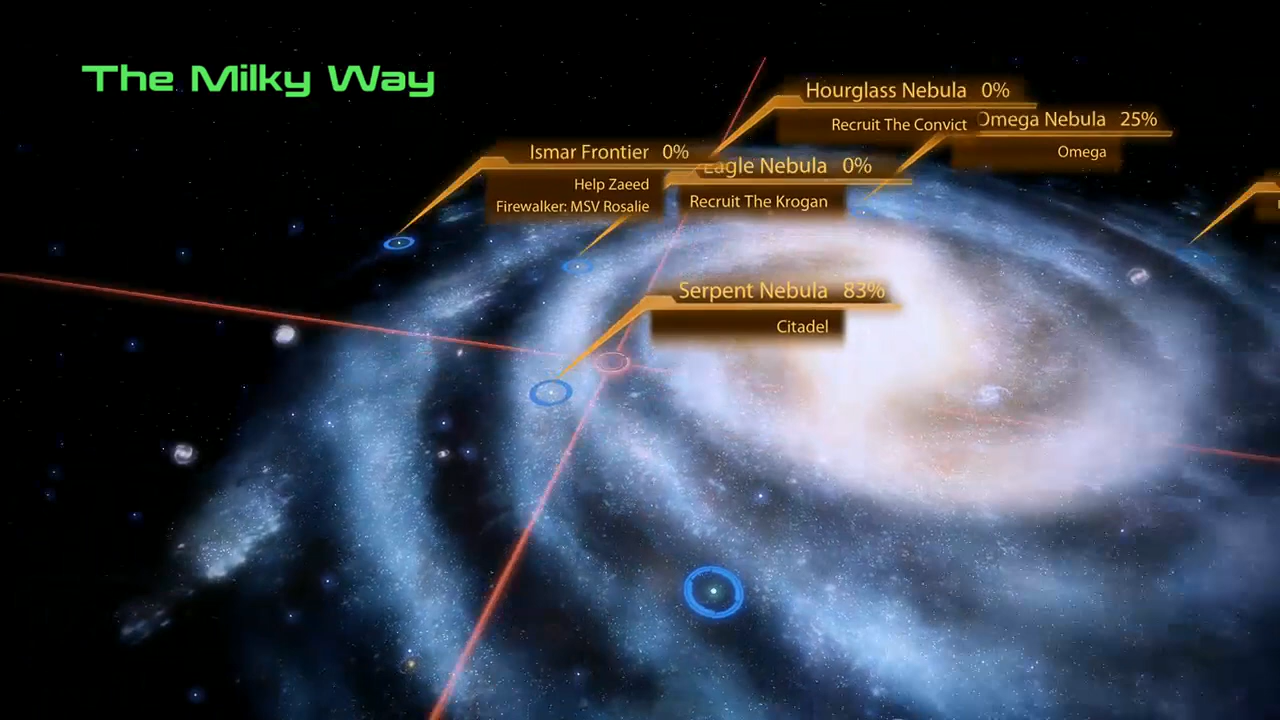 The Milky Way
Hourglass Nebula 0%
Recruit The Convict
Omega Nebula 25%
Omega
Ismar Frontier 0%
Help Zaeed
Firewalker: MSV Rosalie
Eagle Nebula 0%
Recruit The Krogan
Serpent Nebula 83%
Citadel